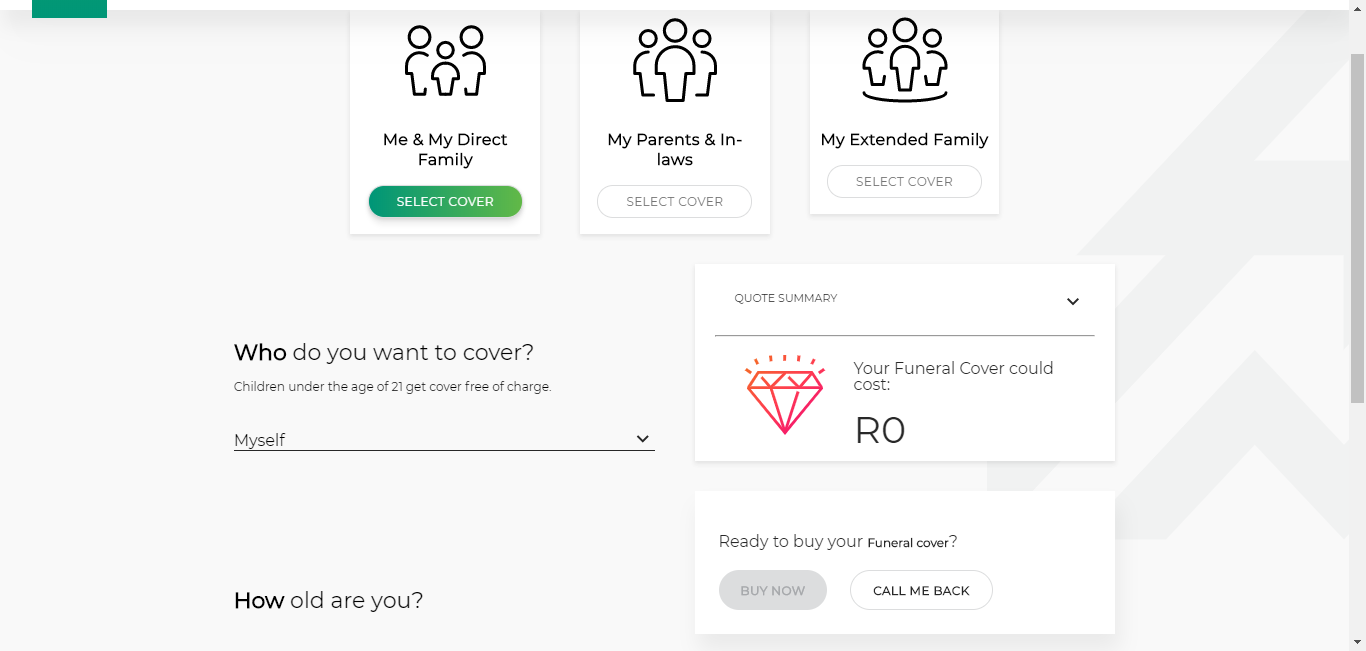 Me & My Direct
Family
SELECT COVER
My Parents & In-
laws
SELECT COVER
My Extended Family
SELECT COVER
Who do you want to cover?
Children under the age of 21 get cover free of charge.
Myself
How old are you?
QUOTE SUMMARY
Your Funeral Cover could
cost:
R0
Ready to buy your Funeral cover?
BUY NOW
CALL ME BACK